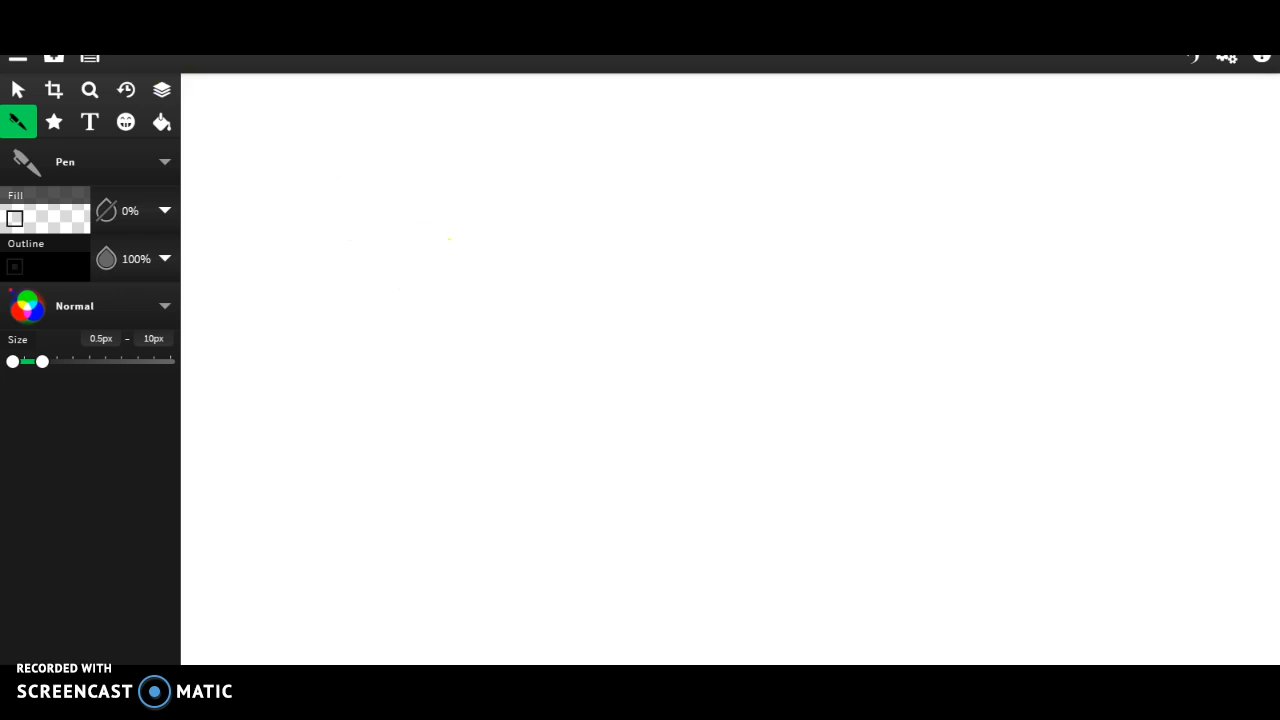 T
Pen
Fill
0%
Outline
100%
Normal
Size 0.5px – 10px
RECORDED WITH
SCREENCAST MATIC